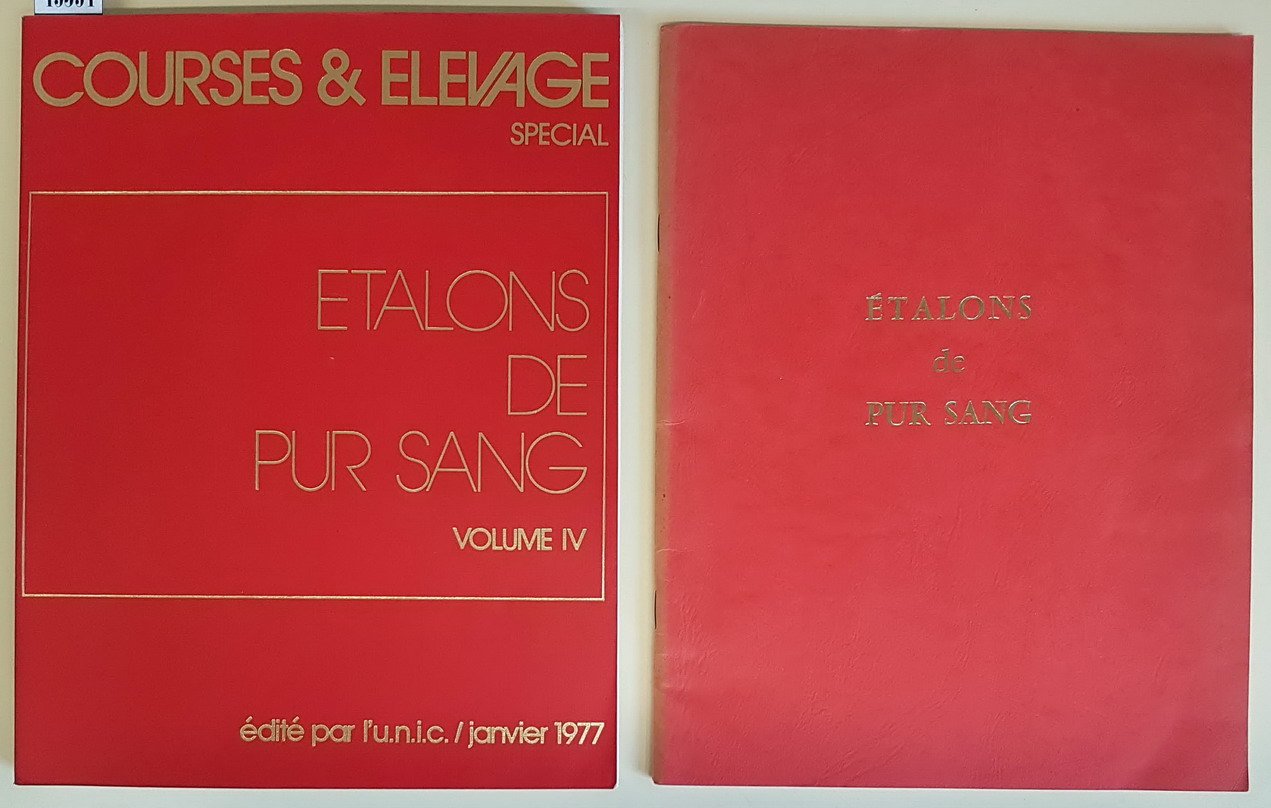 COURSES & ELEVAGE
SPECIAL
ETALONS
DE
PUR SANG
VOLUME IV
édité par l'u.n.i.c. / janvier 1977
ÉTALONS
de
PUR SANG